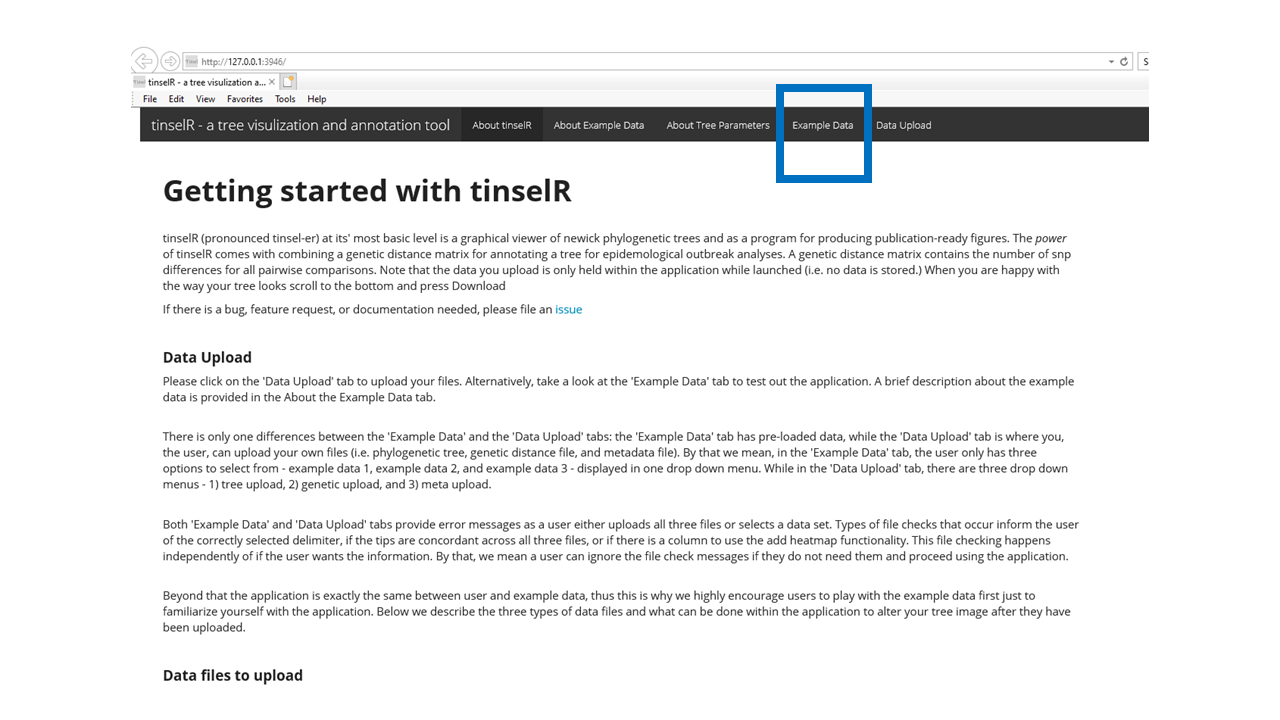 http://127.0.0.1:3946/
S
tinselR - a tree visulization a...
File Edit View Favorites Tools Help
tinselR - a tree visulization and annotation tool About tinselR About Example Data About Tree Parameters Example Data Data Upload
Getting started with tinselR
tinselR (pronounced tinsel-er) at its' most basic level is a graphical viewer of newick phylogenetic trees and as a program for producing publication-ready figures. The power
of tinselR comes with combining a genetic distance matrix for annotating a tree for epidemological outbreak analyses. A genetic distance matrix contains the number of snp
differences for all pairwise comparisons. Note that the data you upload is only held within the application while launched (i.e. no data is stored.) When you are happy with
the way your tree looks scroll to the bottom and press Download
If there is a bug, feature request, or documentation needed, please file an issue
Data Upload
Please click on the 'Data Upload' tab to upload your files. Alternatively, take a look at the 'Example Data' tab to test out the application. A brief description about the example
data is provided in the About the Example Data tab.
There is only one differences between the 'Example Data' and the 'Data Upload' tabs: the 'Example Data' tab has pre-loaded data, while the 'Data Upload' tab is where you,
the user, can upload your own files (i.e. phylogenetic tree, genetic distance file, and metadata file). By that we mean, in the 'Example Data' tab, the user only has three
options to select from - example data 1, example data 2, and example data 3 - displayed in one drop down menu. While in the 'Data Upload' tab, there are three drop down
menus - 1) tree upload, 2) genetic upload, and 3) meta upload.
Both 'Example Data' and 'Data Upload' tabs provide error messages as a user either uploads all three files or selects a data set. Types of file checks that occur inform the user
of the correctly selected delimiter, if the tips are concordant across all three files, or if there is a column to use the add heatmap functionality. This file checking happens
independently of if the user wants the information. By that, we mean a user can ignore the file check messages if they do not need them and proceed using the application.
Beyond that the application is exactly the same between user and example data, thus this is why we highly encourage users to play with the example data first just to
familiarize yourself with the application. Below we describe the three types of data files and what can be done within the application to alter your tree image after they have
been uploaded.
Data files to upload